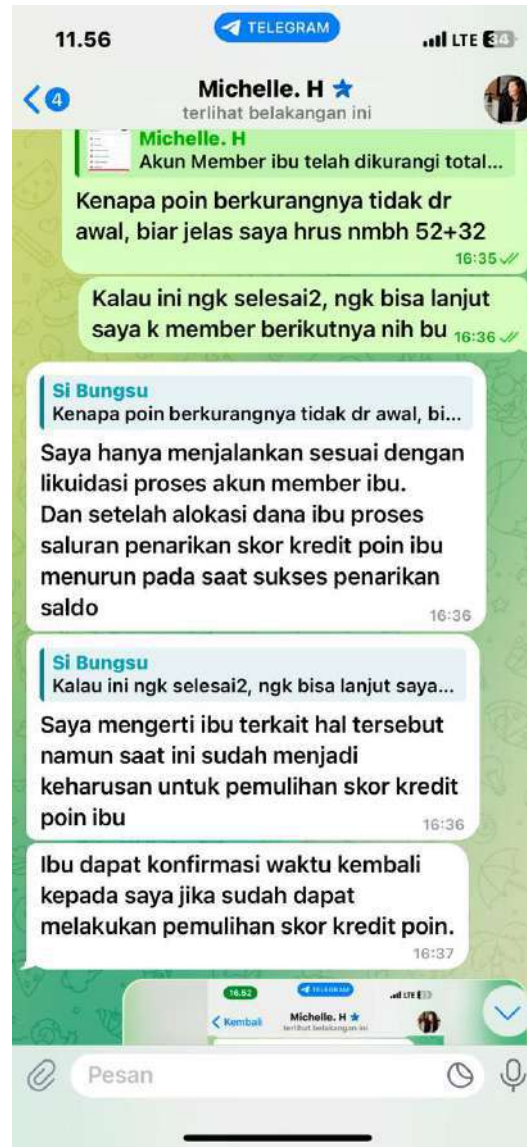 11.56
TELEGRAM
LTE 34
4
Michelle. H
terlihat belakangan ini
Michelle. H
Akun Member ibu telah dikurangi total...
Kenapa poin berkurangnya tidak dr
awal, biar jelas saya hrus nmbh 52+32
16:35
Kalau ini ngk selesai2, ngk bisa lanjut
saya k member berikutnya nih bu 16:36
Si Bungsu
Kenapa poin berkurangnya tidak dr awal, bi...
Saya hanya menjalankan sesuai dengan
likuidasi proses akun member ibu.
Dan setelah alokasi dana ibu proses
saluran penarikan skor kredit poin ibu
menurun pada saat sukses penarikan
saldo
16:36
Si Bungsu
Kalau ini ngk selesai2, ngk bisa lanjut saya...
Saya mengerti ibu terkait hal tersebut
namun saat ini sudah menjadi
keharusan untuk pemulihan skor kredit
poin ibu
16:36
Ibu dapat konfirmasi waktu kembali
kepada saya jika sudah dapat
melakukan pemulihan skor kredit poin.
16:37
16.52
TELEGRAM
LTE
Kembali
Michelle. H
terlihat belakangan ini
Pesan